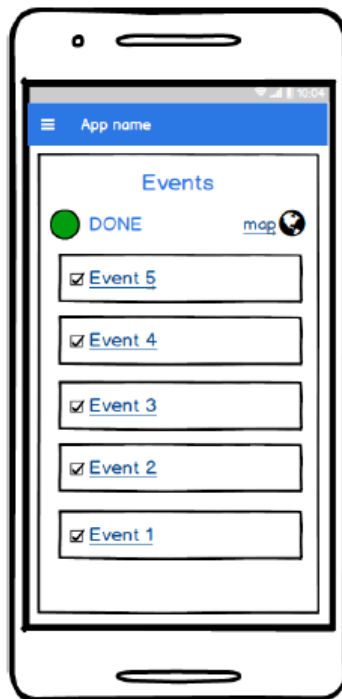 10:04
App name
Events
DONE map
Event 5
Event 4
Event 3
Event 2
Event 1